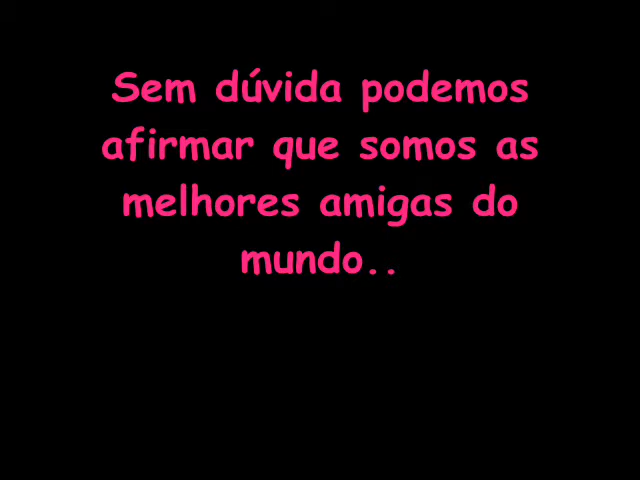 Sem dúvida podemos
afirmar que somos as
melhores amigas do
mundo..